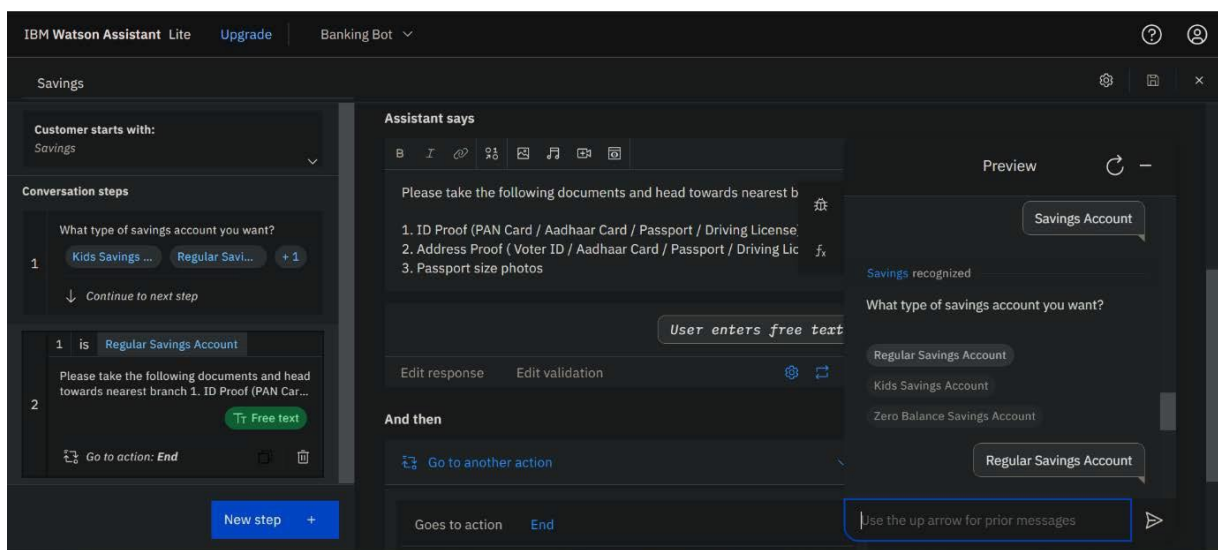 IBM Watson Assistant Lite Upgrade Banking Bot
Savings
Customer starts with:
Savings
Conversation steps
1
What type of savings account you want?
Kids Savings ... Regular Savi... + 1
Continue to next step
2
1 is Regular Savings Account
Please take the following documents and head
towards nearest branch 1. ID Proof (PAN Car...
Free text
Go to action: End
New step +
Assistant says
B I
Please take the following documents and head towards nearest b
1. ID Proof (PAN Card / Aadhaar Card / Passport / Driving License)
2. Address Proof ( Voter ID / Aadhaar Card / Passport / Driving Lic
3. Passport size photos
User enters free text
Edit response Edit validation
And then
Go to another action
Goes to action End
Preview
Savings Account
Savings recognized
What type of savings account you want?
Regular Savings Account
Kids Savings Account
Zero Balance Savings Account
Regular Savings Account
Use the up arrow for prior messages